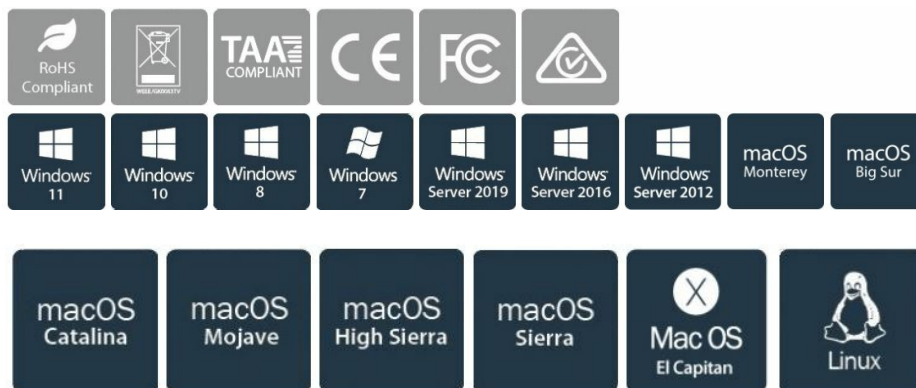 RoHS
Compliant
WEEE/GK0063TV
TAA
COMPLIANT
CE
FC
Windows
11
Windows
10
Windows
8
Windows
7
Windows
Server 2019
Windows
Server 2016
Windows
Server 2012
macOS
Monterey
macOS
Big Sur
macOS
Catalina
macOS
Mojave
macOS
High Sierra
macOS
Sierra
X
Mac OS
El Capitan
Linux